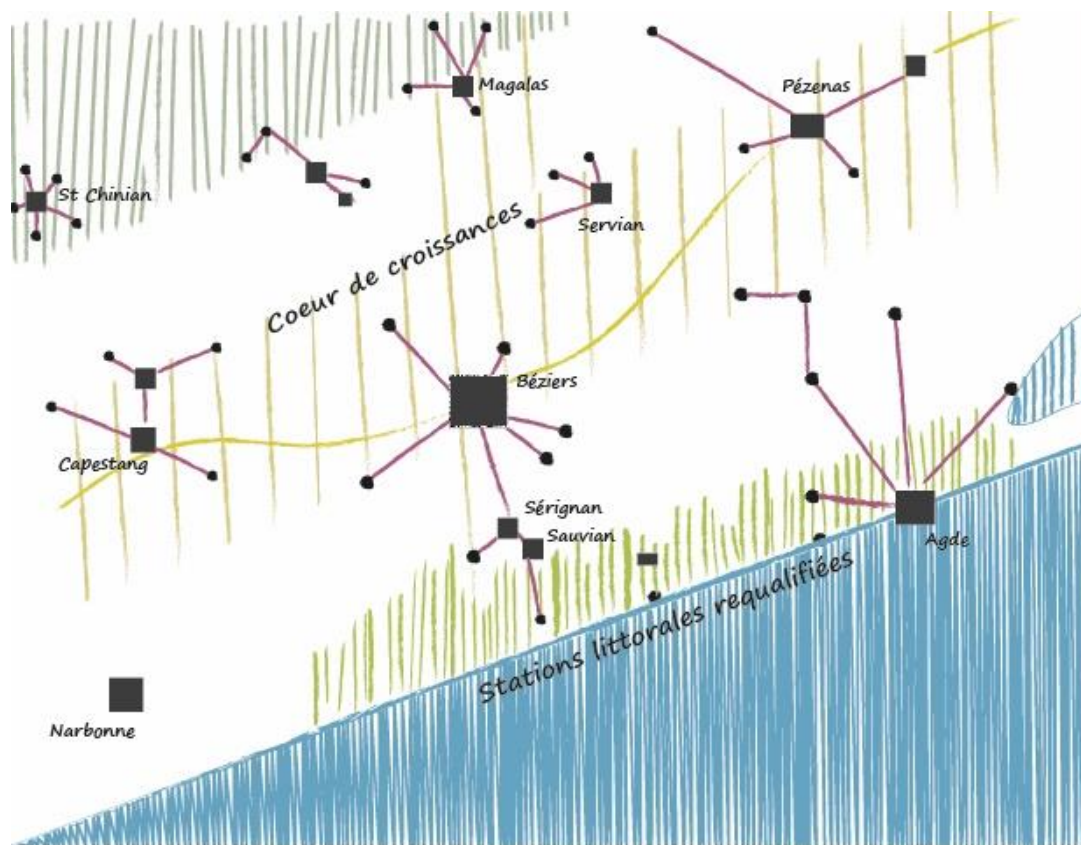 Magalas
Pézenas
St Chinian
Servian
Coeur de croissances
Béziers
Capestang
Sérignan
Sauvian
Agde
Stations littorales requalifiées
Narbonne